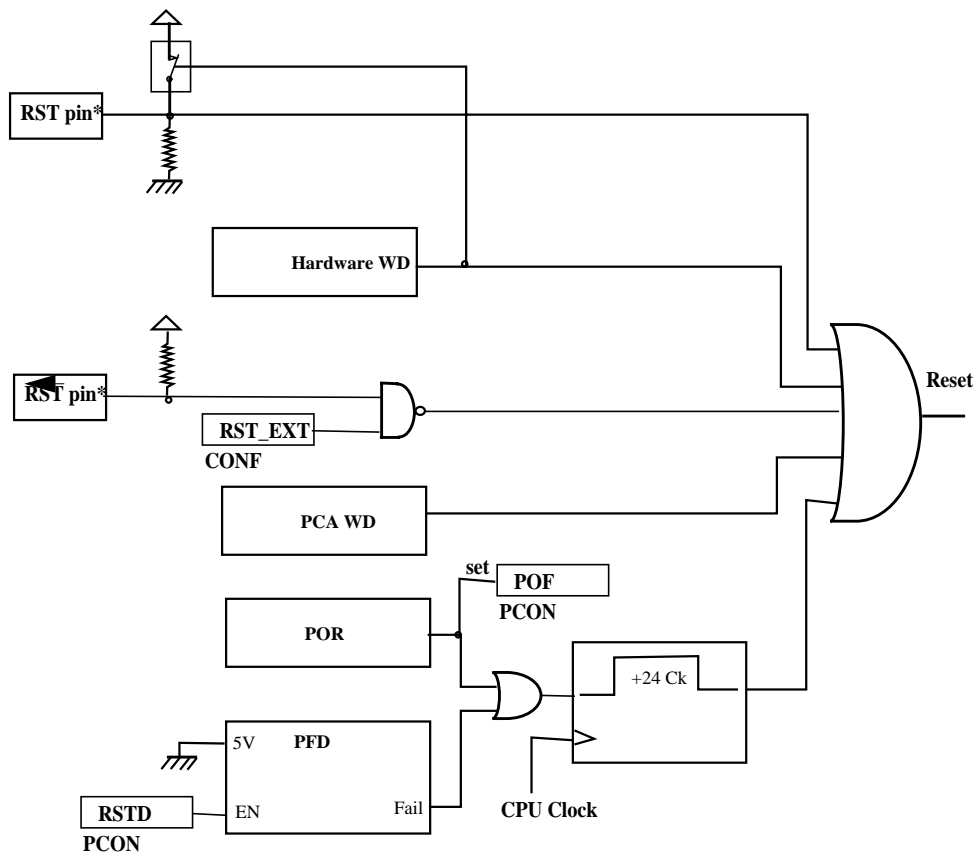 RST pin*
Hardware WD
Reset
RST pin*
RST_EXT
CONF
PCA WD
set
POF
PCON
POR
+24 Ck
5V
PFD
EN
Fail
CPU Clock
RSTD
PCON